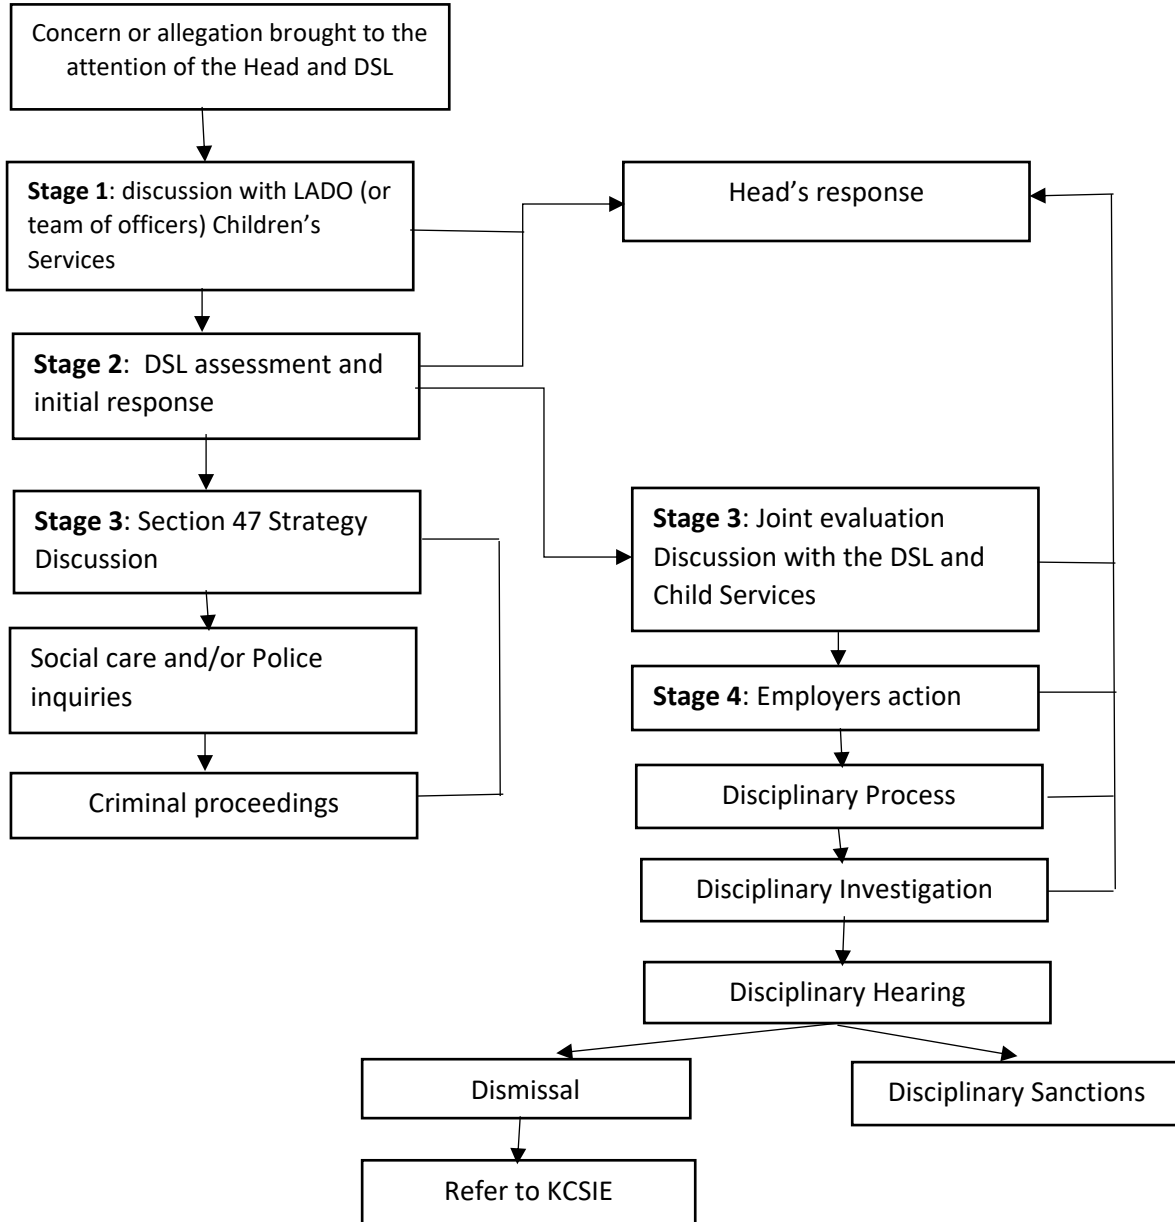 Concern or allegation brought to the
attention of the Head and DSL
Stage 1: discussion with LADO (or
team of officers) Children’s
Services
Head’s response
Stage 2:  DSL assessment and
initial response
Stage 3: Section 47 Strategy
Discussion
Stage 3: Joint evaluation
Discussion with the DSL and
Child Services
Social care and/or Police
inquiries
Stage 4: Employers action
Criminal proceedings
Disciplinary Process
Disciplinary Investigation
Disciplinary Hearing
Dismissal
Disciplinary Sanctions
Refer to KCSIE